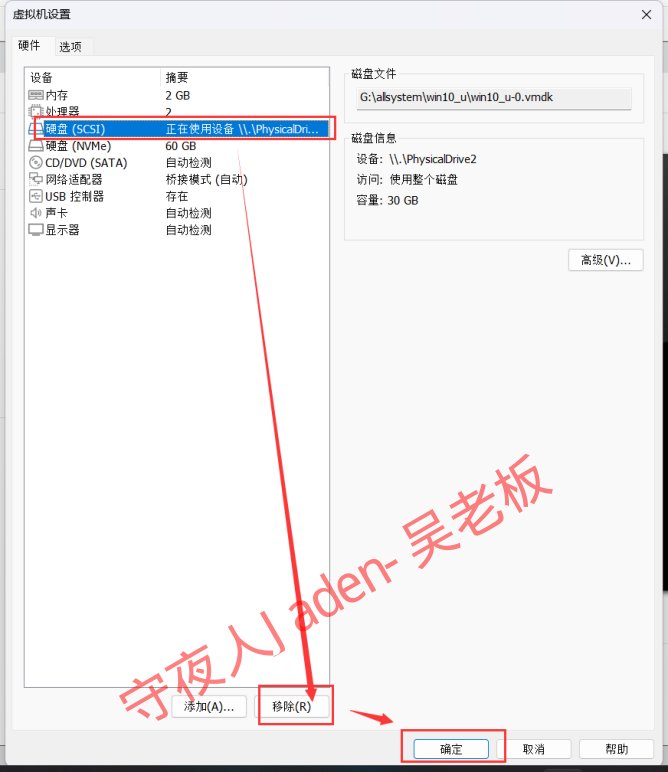 虚拟机设置
硬件 选项
设备 摘要
内存 2 GB
处理器 2
硬盘 (SCSI) 正在使用设备 \\.\PhysicalDri...
硬盘 (NVMe) 60 GB
CD/DVD (SATA) 自动检测
网络适配器 桥接模式 (自动)
USB 控制器 存在
声卡 自动检测
显示器 自动检测
磁盘文件
G:\allsystem\win10_u\win10_u-0.vmdk
磁盘信息
设备: \\.\PhysicalDrive2
访问: 使用整个磁盘
容量: 30 GB
高级(V)...
守夜人J aden- 吴老板
添加(A)... 移除(R)
确定 取消 帮助